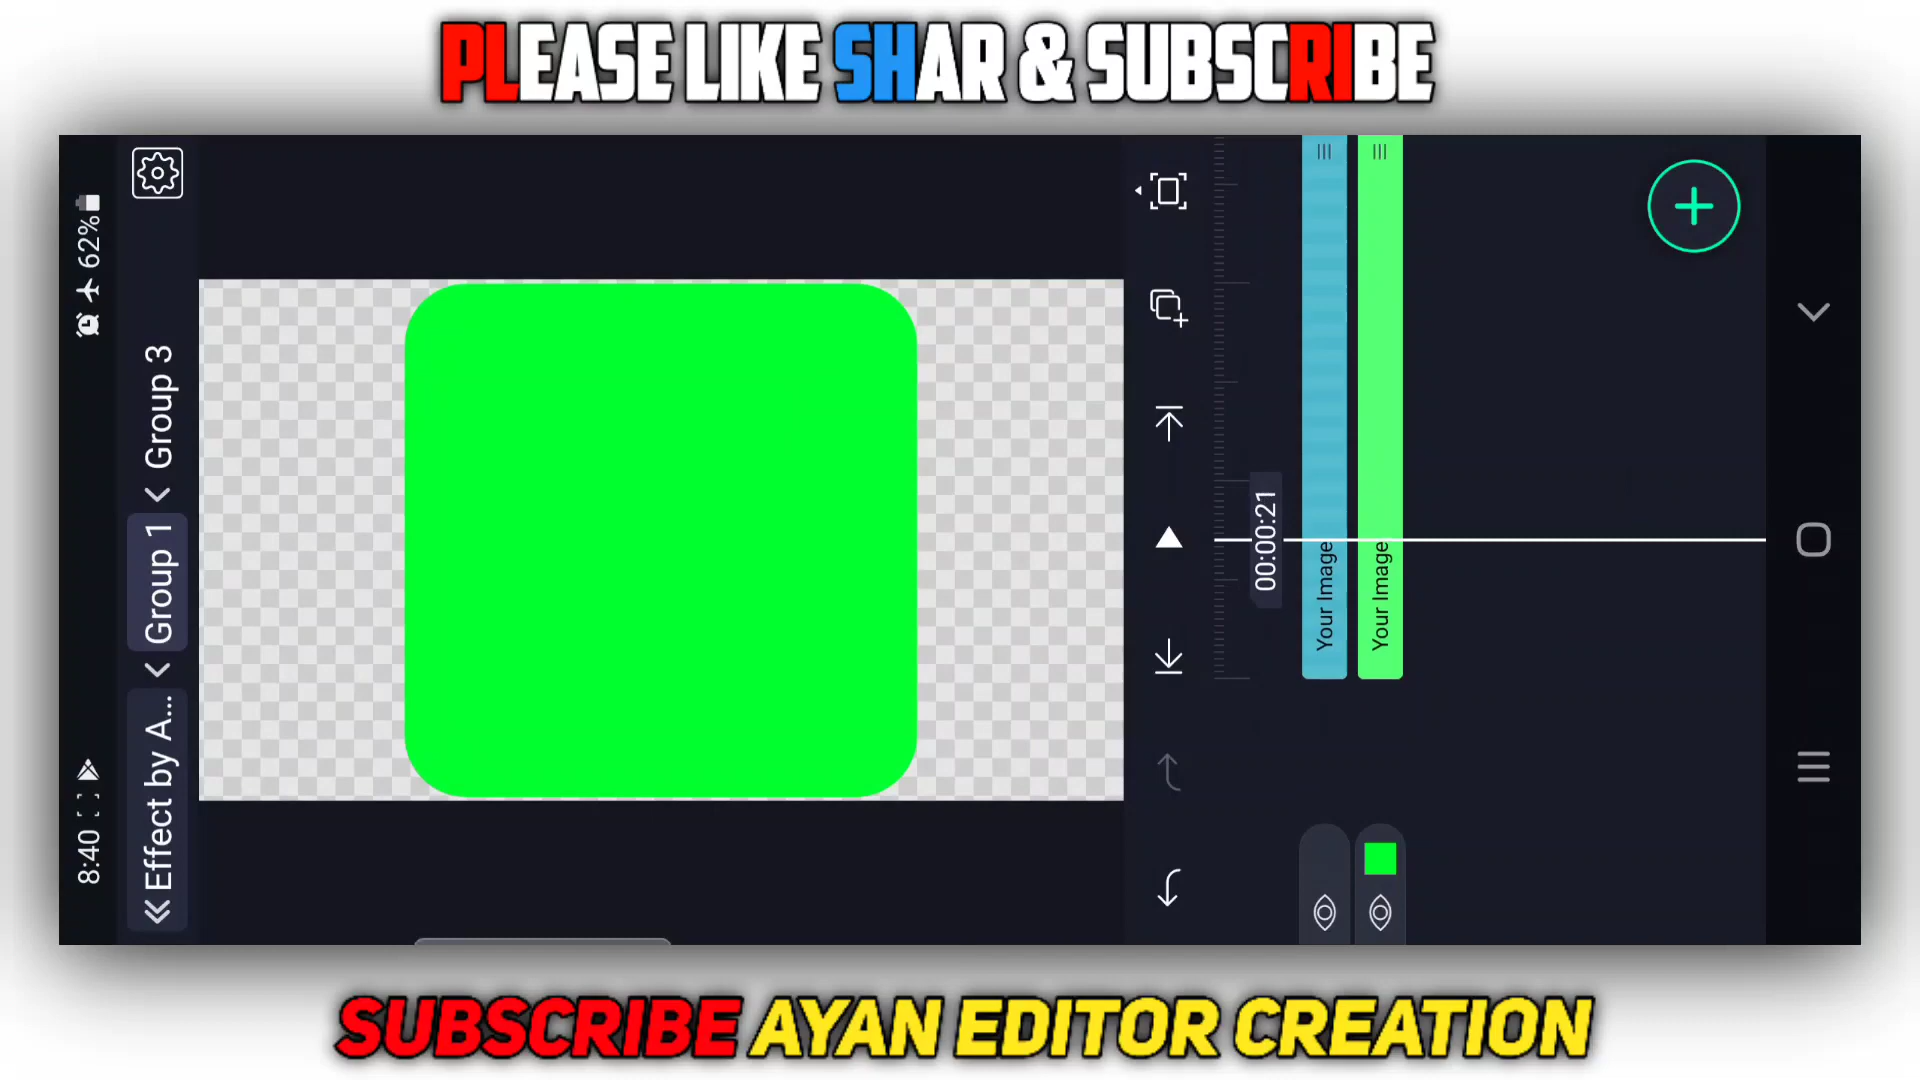 PLEASE LIKE SHAR & SUBSCRIBE
8:40
62%
Effect by A...
Group 1
Group 3
00:00:21
Your Image
Your Image
SUBSCRIBE AYAN EDITOR CREATION